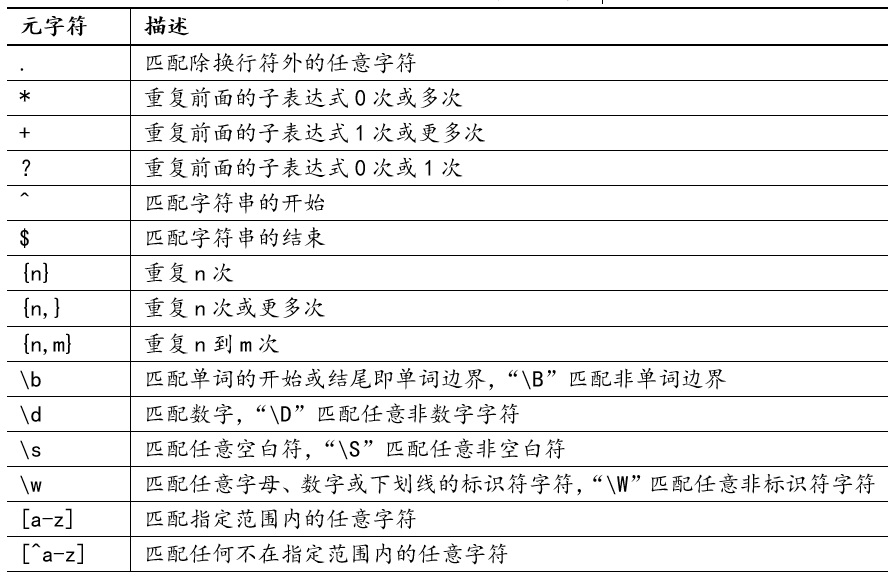 元字符 描述
. 匹配除换行符外的任意字符
* 重复前面的子表达式0次或多次
+ 重复前面的子表达式1次或更多次
? 重复前面的子表达式0次或1次
^ 匹配字符串的开始
$ 匹配字符串的结束
{n} 重复n次
{n,} 重复n次或更多次
{n,m} 重复n到m次
\b 匹配单词的开始或结尾即单词边界，“\B”匹配非单词边界
\d 匹配数字，“\D”匹配任意非数字字符
\s 匹配任意空白符，“\S”匹配任意非空白符
\w 匹配任意字母、数字或下划线的标识符字符，“\W”匹配任意非标识符字符
[a-z] 匹配指定范围内的任意字符
[^a-z] 匹配任何不在指定范围内的任意字符